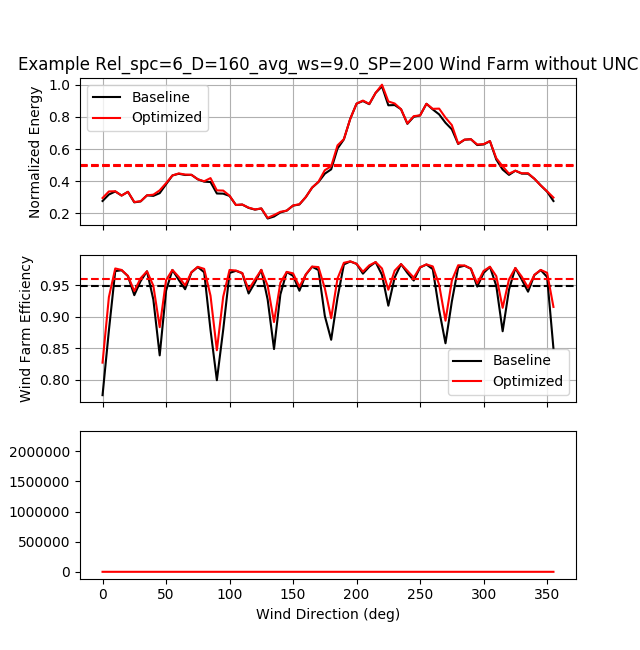 Example Rel_spc=6_D=160_avg_ws=9.0_SP=200 Wind Farm without UNC
Normalized Energy
1.0
0.8
0.6
0.4
0.2
Baseline
Optimized
Wind Farm Efficiency
0.95
0.90
0.85
0.80
Baseline
Optimized
2000000
1500000
1000000
500000
0
0 50 100 150 200 250 300 350
Wind Direction (deg)